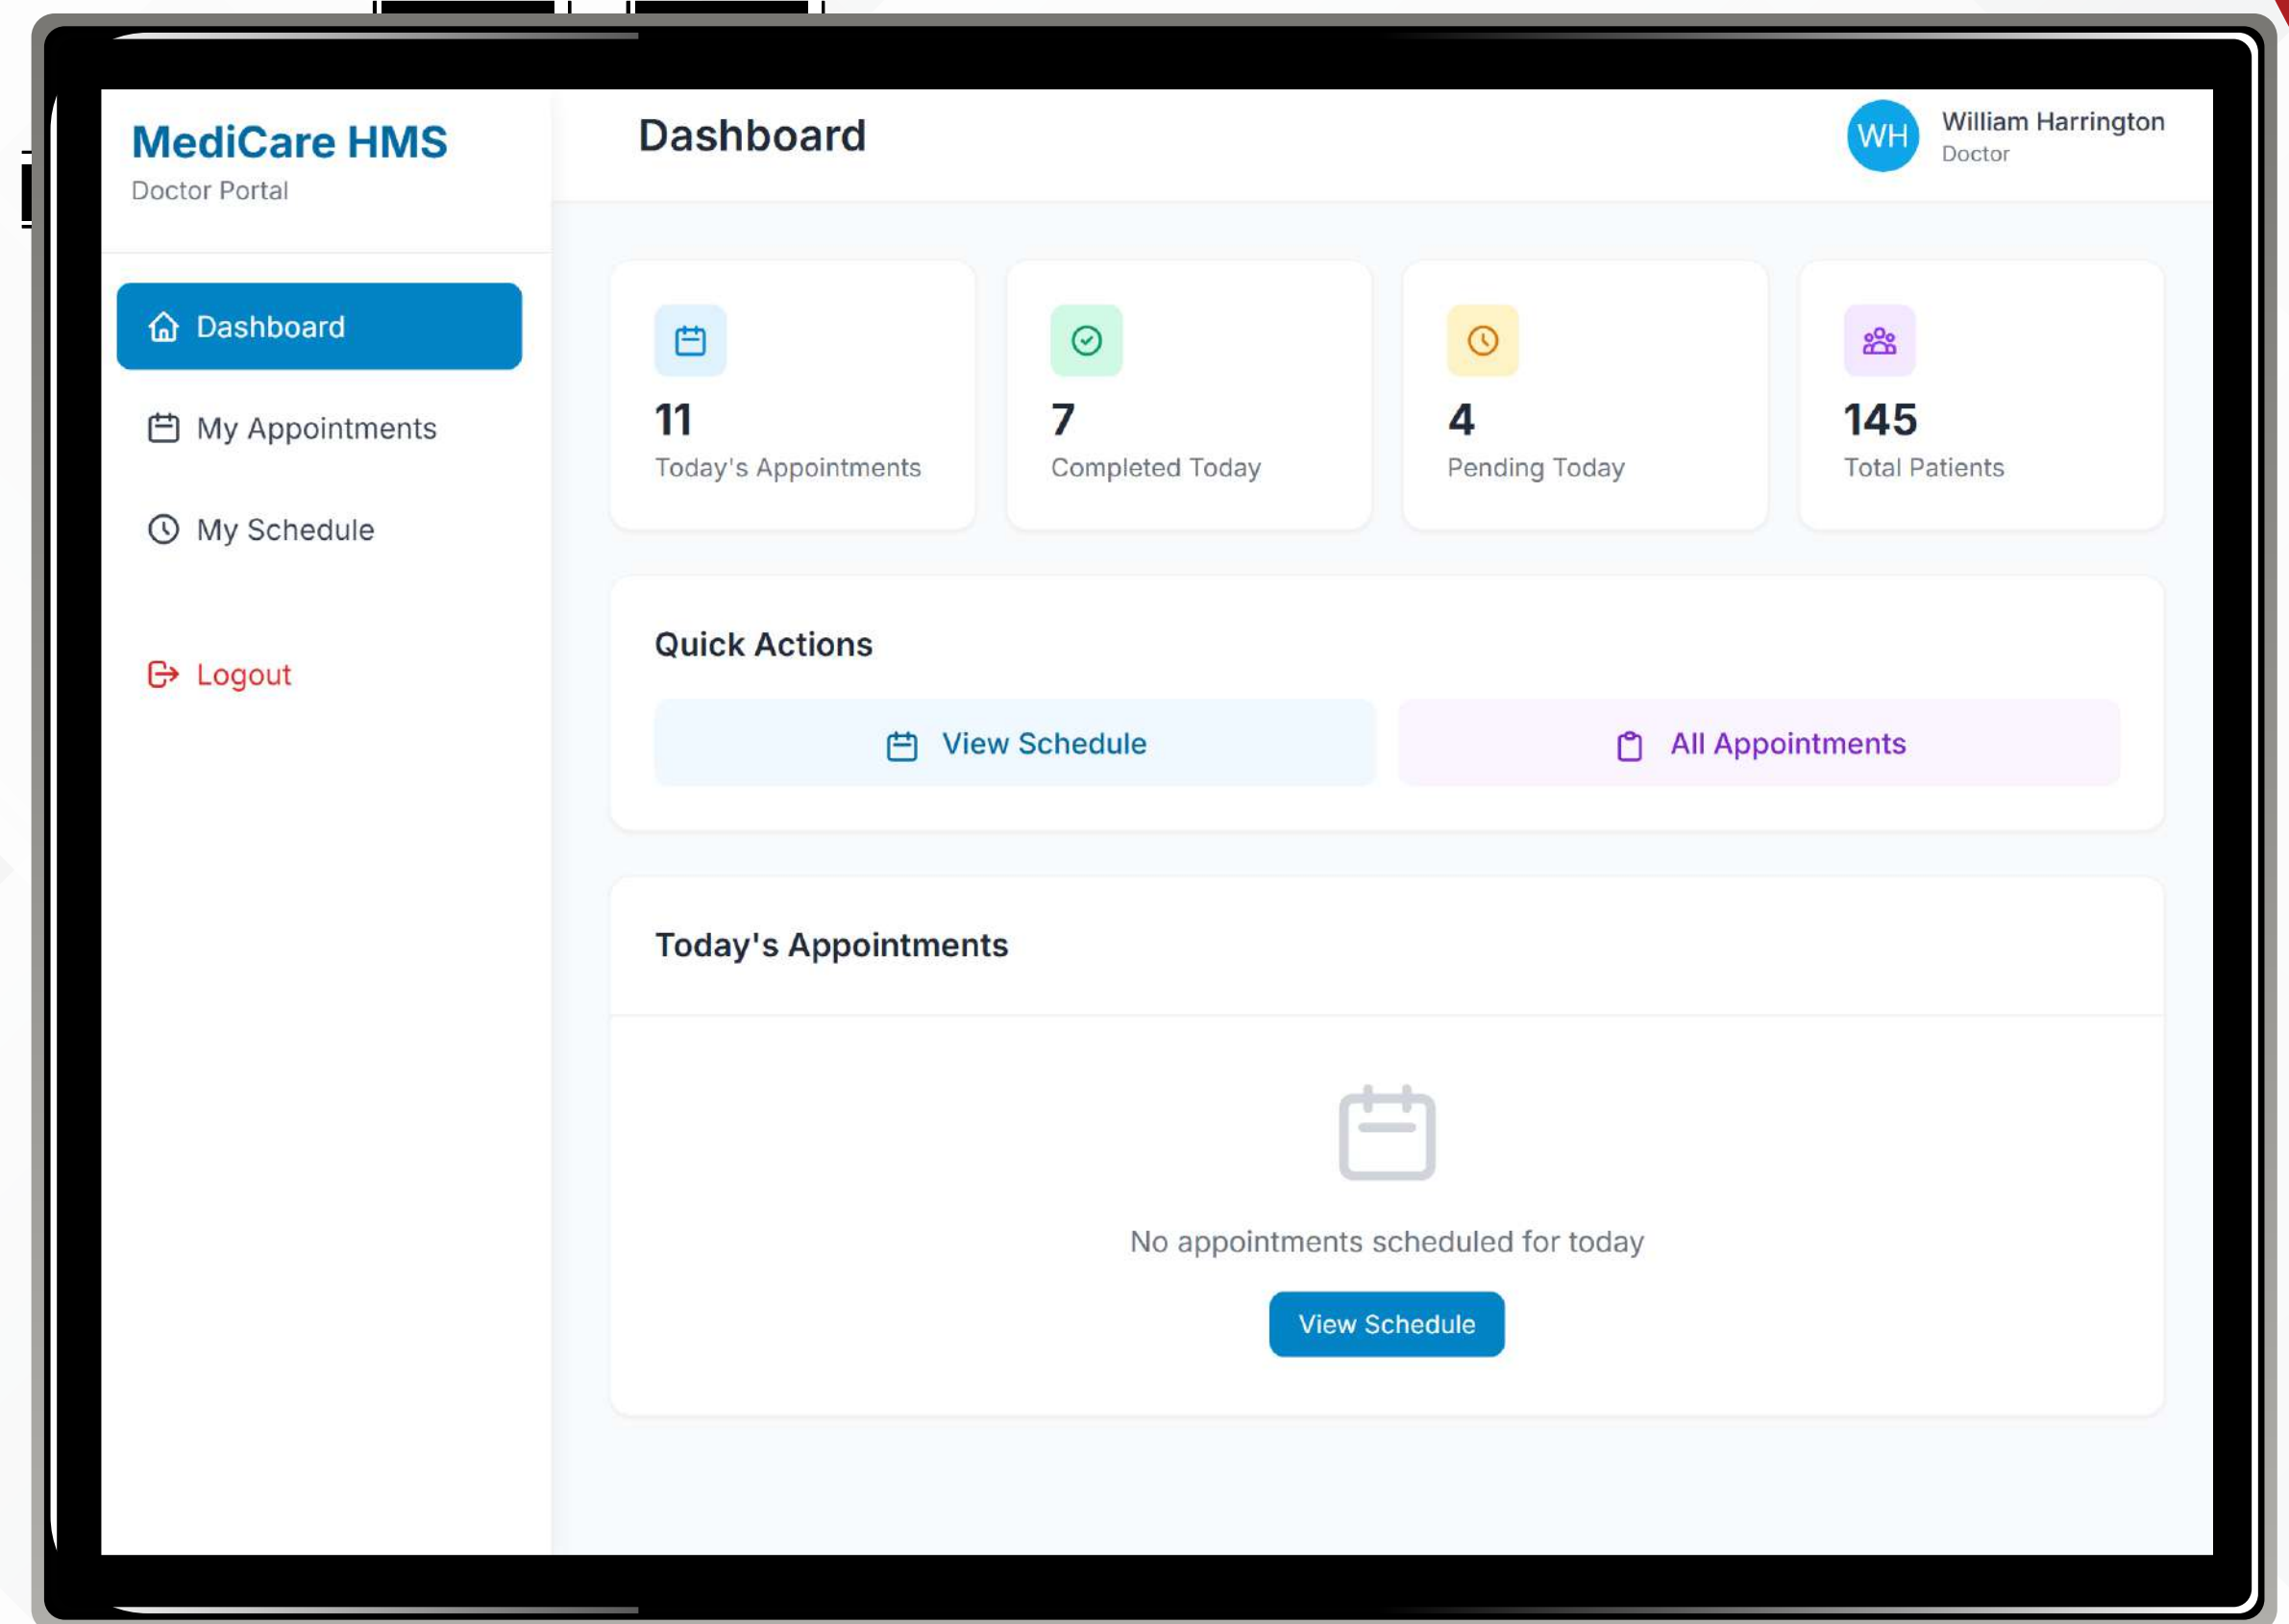 MediCare HMS
Doctor Portal
Dashboard
My Appointments
My Schedule
Logout
Dashboard
WH
William Harrington
Doctor
11
Today's Appointments
7
Completed Today
4
Pending Today
145
Total Patients
Quick Actions
View Schedule
All Appointments
Today's Appointments
No appointments scheduled for today
View Schedule